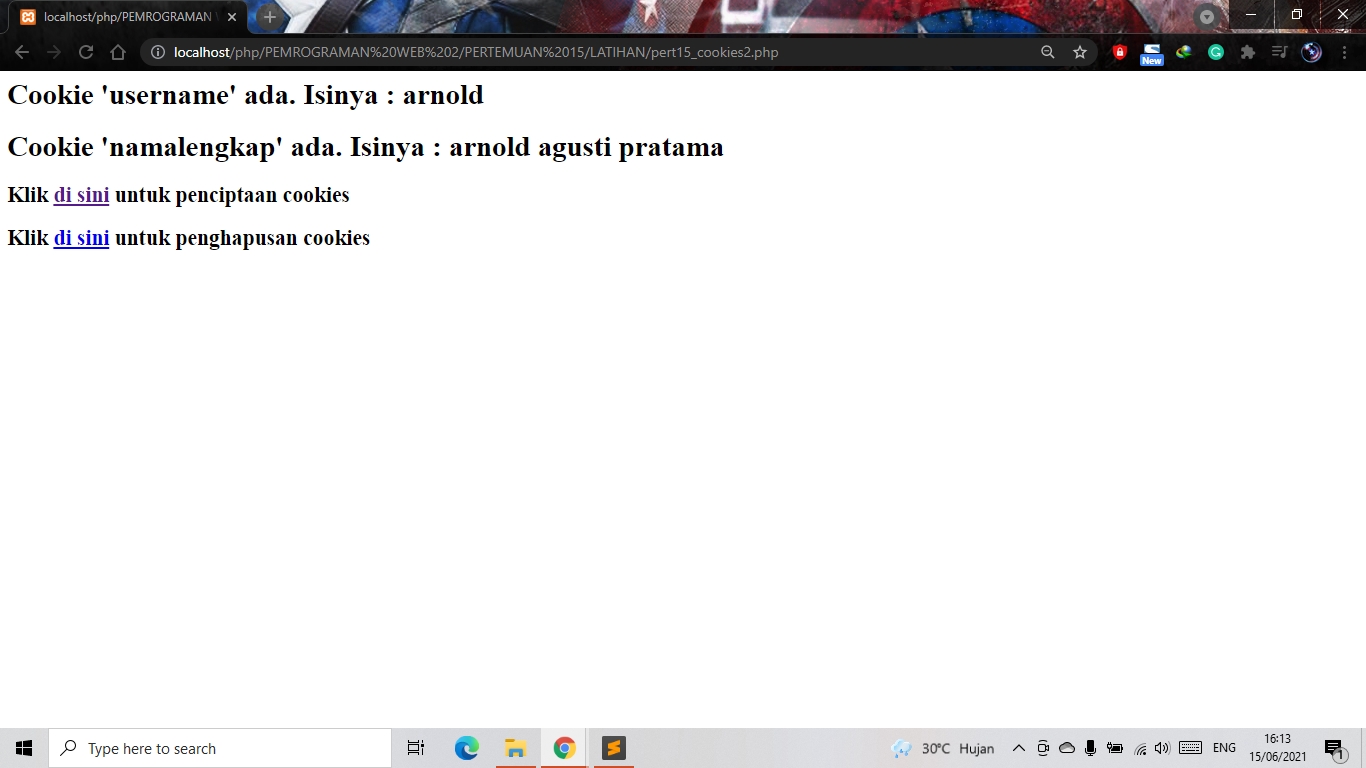 localhost/php/PEMROGRAMAN
localhost/php/PEMROGRAMAN%20WEB%202/PERTEMUAN%2015/LATIHAN/pert15_cookies2.php
New
Cookie 'username' ada. Isinya : arnold
Cookie 'namalengkap' ada. Isinya : arnold agusti pratama
Klik di sini untuk penciptaan cookies
Klik di sini untuk penghapusan cookies
Type here to search
30°C Hujan
ENG
16:13
15/06/2021
1